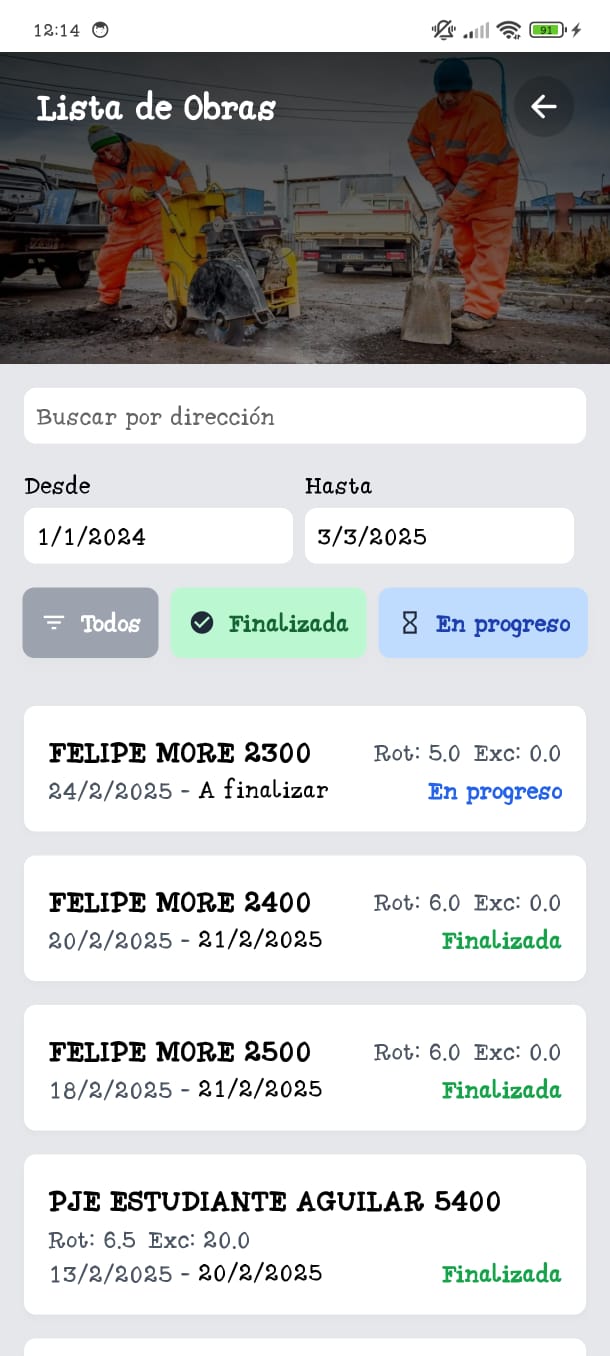 12:14
91
Lista de Obras
Buscar por dirección
Desde Hasta
1/1/2024 3/3/2025
Todos Finalizada En progreso
FELIPE MORE 2300 Rot: 5.0 Exc: 0.0
24/2/2025 - A finalizar En progreso
FELIPE MORE 2400 Rot: 6.0 Exc: 0.0
20/2/2025 - 21/2/2025 Finalizada
FELIPE MORE 2500 Rot: 6.0 Exc: 0.0
18/2/2025 - 21/2/2025 Finalizada
PJE ESTUDIANTE AGUILAR 5400
Rot: 6.5 Exc: 20.0
13/2/2025 - 20/2/2025 Finalizada